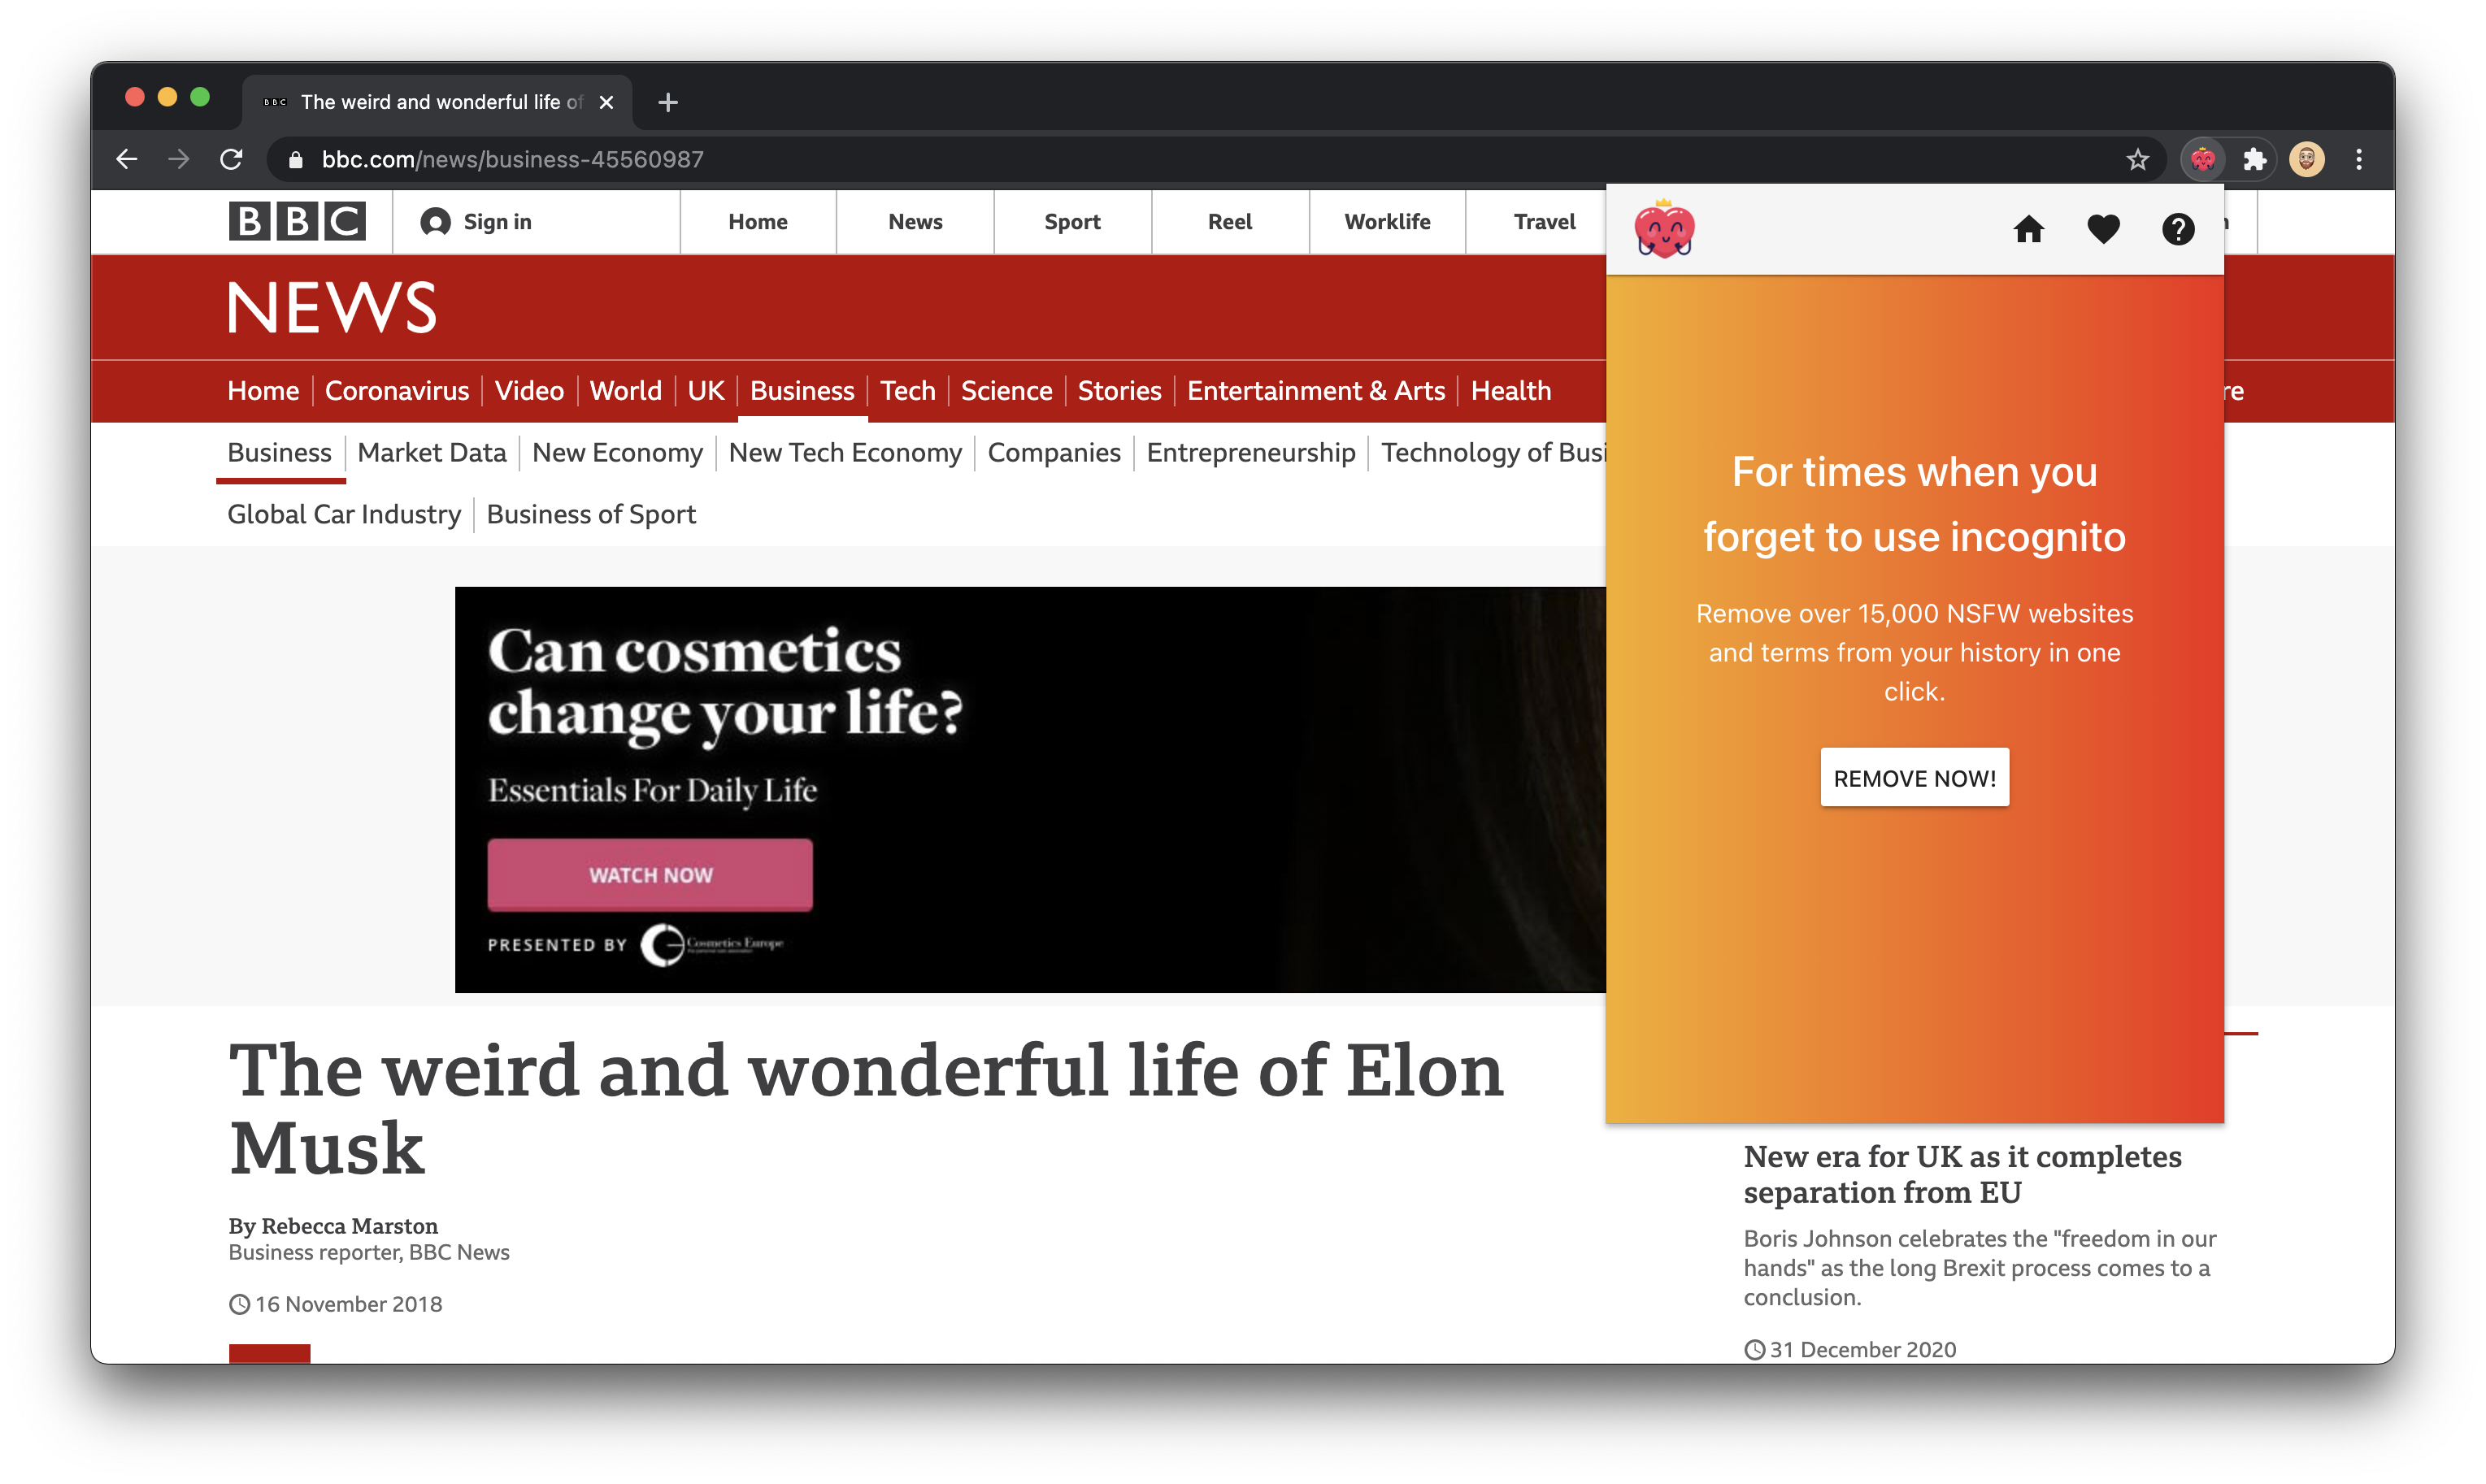 BBC The weird and wonderful life of
bbc.com/news/business-45560987
BBC Sign in Home News Sport Reel Worklife Travel
NEWS
Home Coronavirus Video World UK Business Tech Science Stories Entertainment & Arts Health
Business Market Data New Economy New Tech Economy Companies Entrepreneurship Technology of Busi
Global Car Industry Business of Sport
Can cosmetics
change your life?
Essentials For Daily Life
WATCH NOW
PRESENTED BY Cosmetics Europe
For times when you
forget to use incognito
Remove over 15,000 NSFW websites
and terms from your history in one
click.
REMOVE NOW!
The weird and wonderful life of Elon
Musk
By Rebecca Marston
Business reporter, BBC News
16 November 2018
New era for UK as it completes
separation from EU
Boris Johnson celebrates the "freedom in our
hands" as the long Brexit process comes to a
conclusion.
31 December 2020